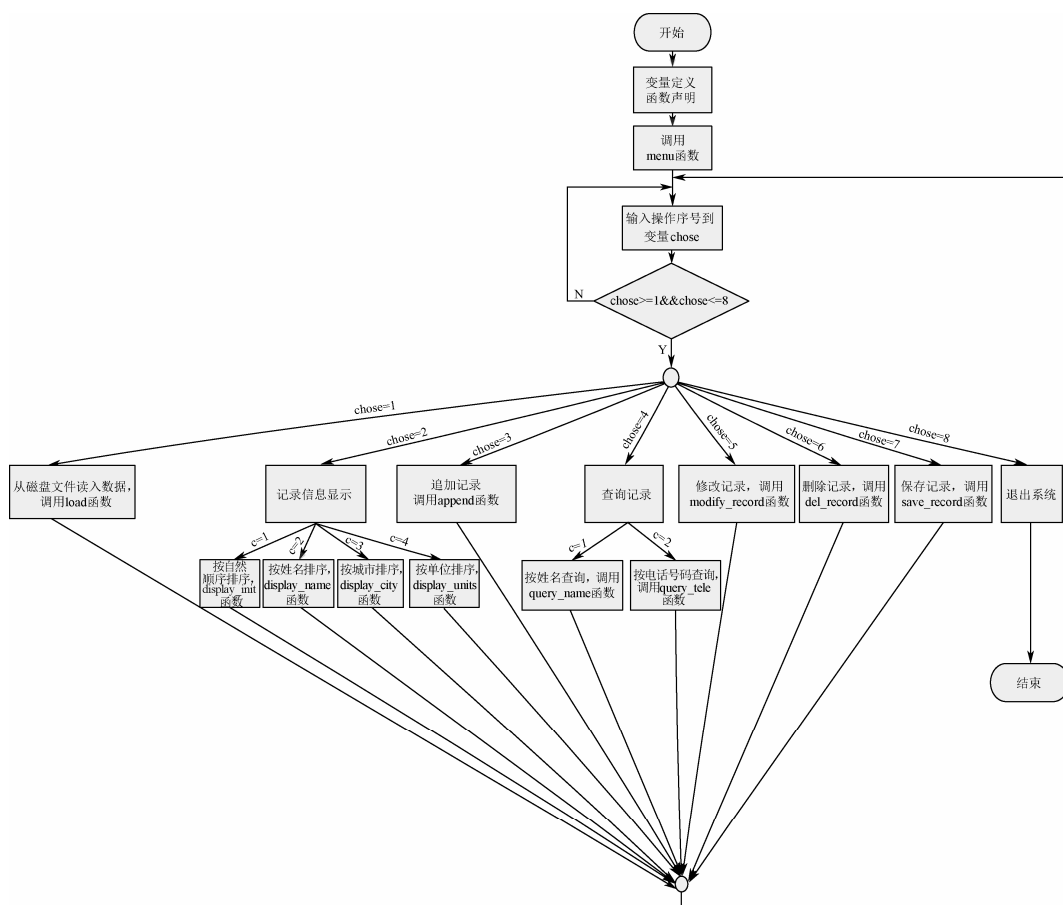 开始
变量定义
函数声明
调用
menu函数
输入操作序号到
变量chose
chose>=1&&chose<=8
N
Y
chose=1
chose=2
chose=3
chose=4
chose=5
chose=6
chose=7
chose=8
从磁盘文件读入数据，
调用load函数
记录信息显示
追加记录
调用append函数
查询记录
修改记录，调用
modify_record函数
删除记录，调用
del_record函数
保存记录，调用
save_record函数
退出系统
c=1
c=2
c=3
c=4
c=1
c=2
按自然
顺序排序，
display_init
函数
按姓名排序，
display_name
函数
按城市排序，
display_city
函数
按单位排序，
display_units
函数
按姓名查询，调用
query_name函数
按电话号码查询，
调用query_tele
函数
结束